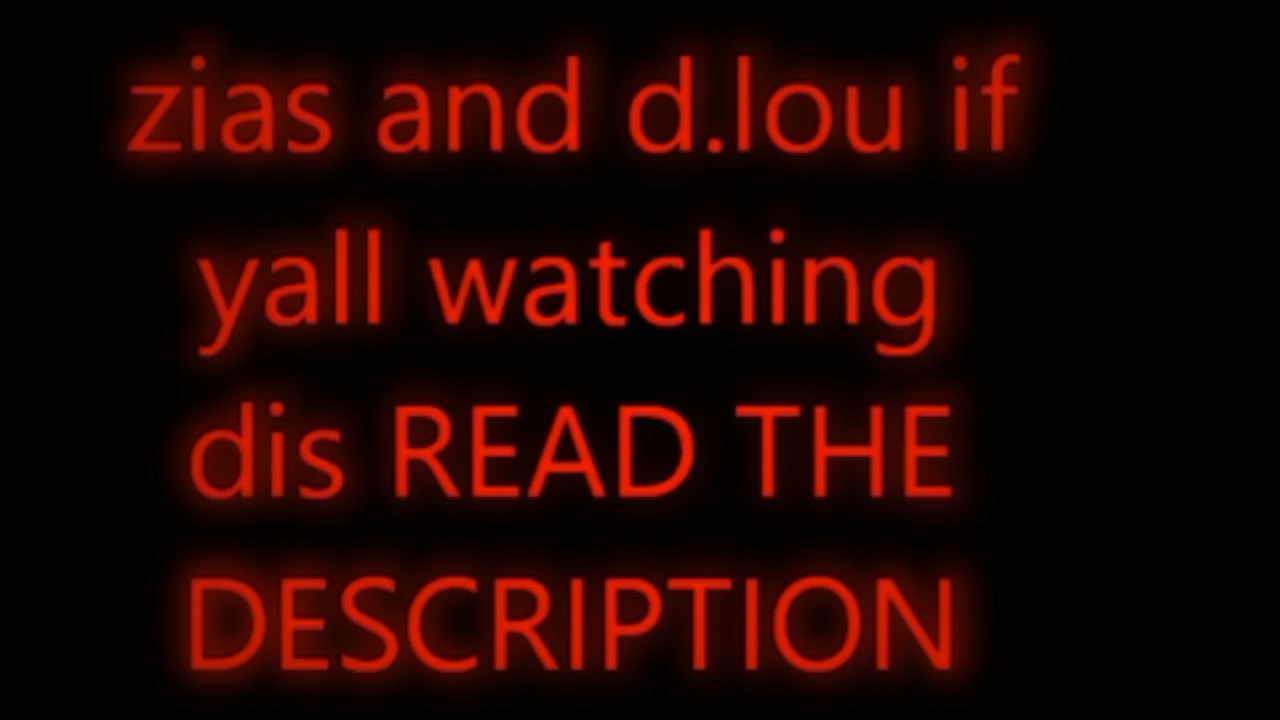 zias and d.lou if
yall watching
dis READ THE
DESCRIPTION